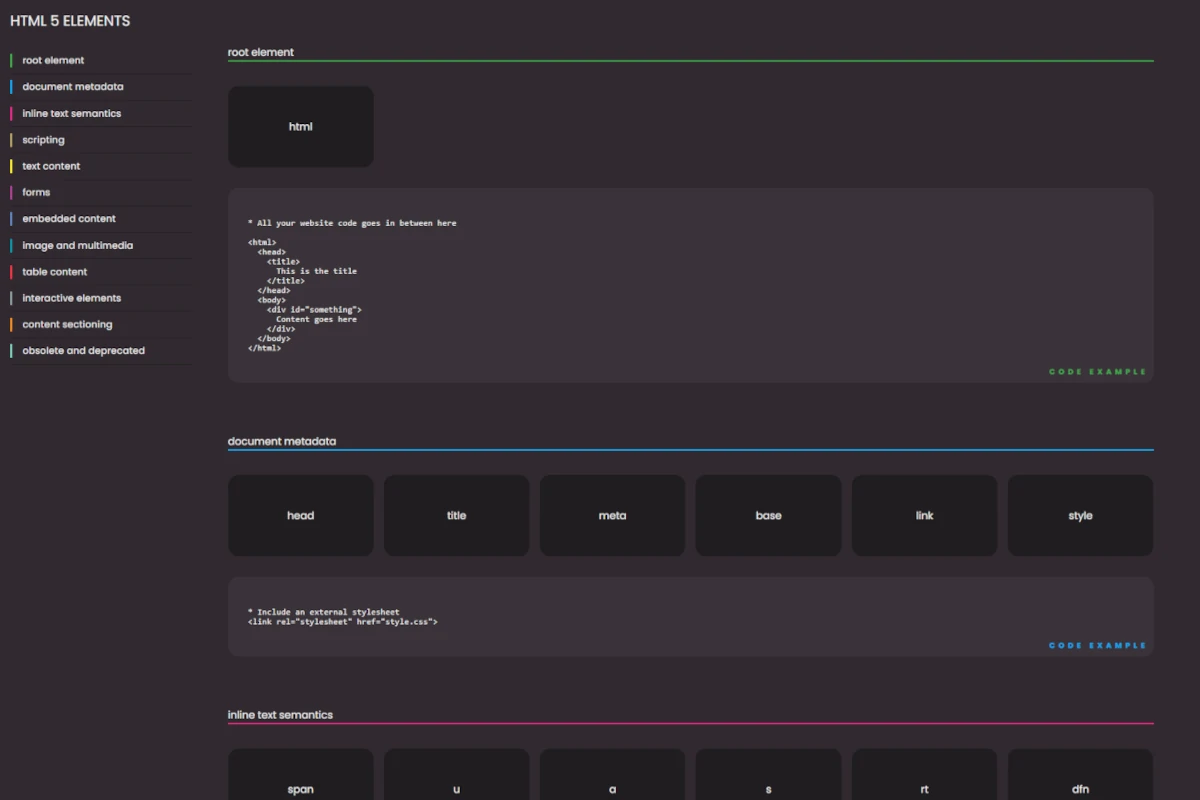 HTML 5 ELEMENTS
root element
document metadata
inline text semantics
scripting
text content
forms
embedded content
image and multimedia
table content
interactive elements
content sectioning
obsolete and deprecated
root element
html
* All your website code goes in between here
<html>
  <head>
    <title>
      This is the title
    </title>
  </head>
  <body>
    <div id="something">
      Content goes here
    </div>
  </body>
</html>
CODE EXAMPLE
document metadata
head title meta base link style
* Include an external stylesheet
<link rel="stylesheet" href="style.css">
CODE EXAMPLE
inline text semantics
span u a s rt dfn